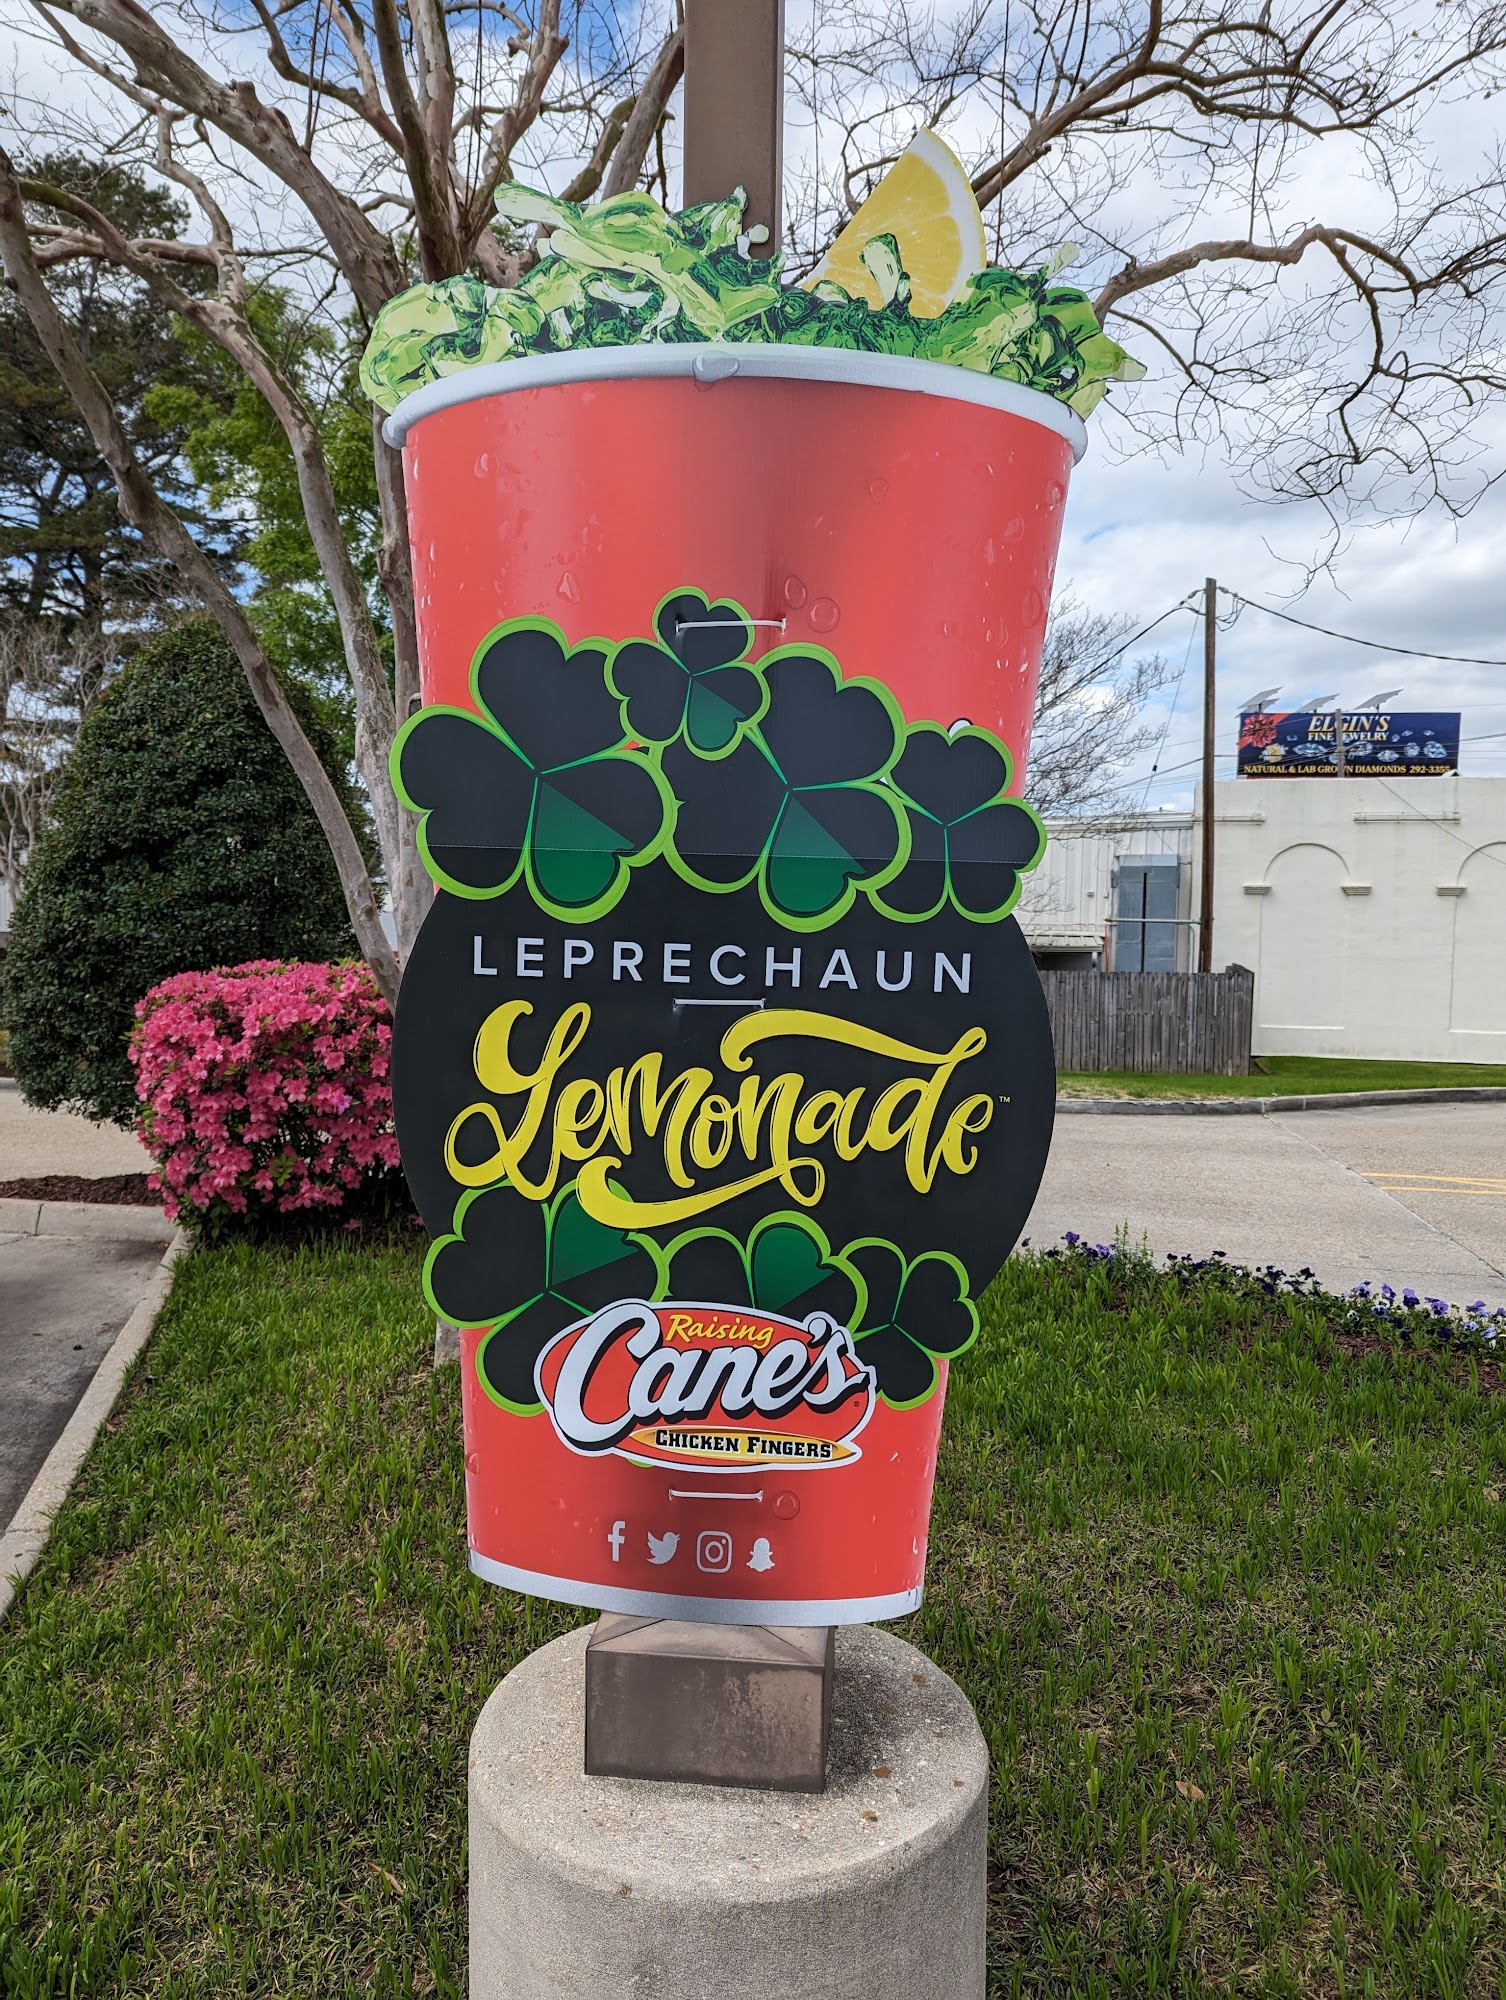 ELGIN'S
FINE JEWELRY
NATURAL & LAB GROWN DIAMONDS 292-3355
LEPRECHAUN
Lemonade™
Raising
Cane's®
CHICKEN FINGERS